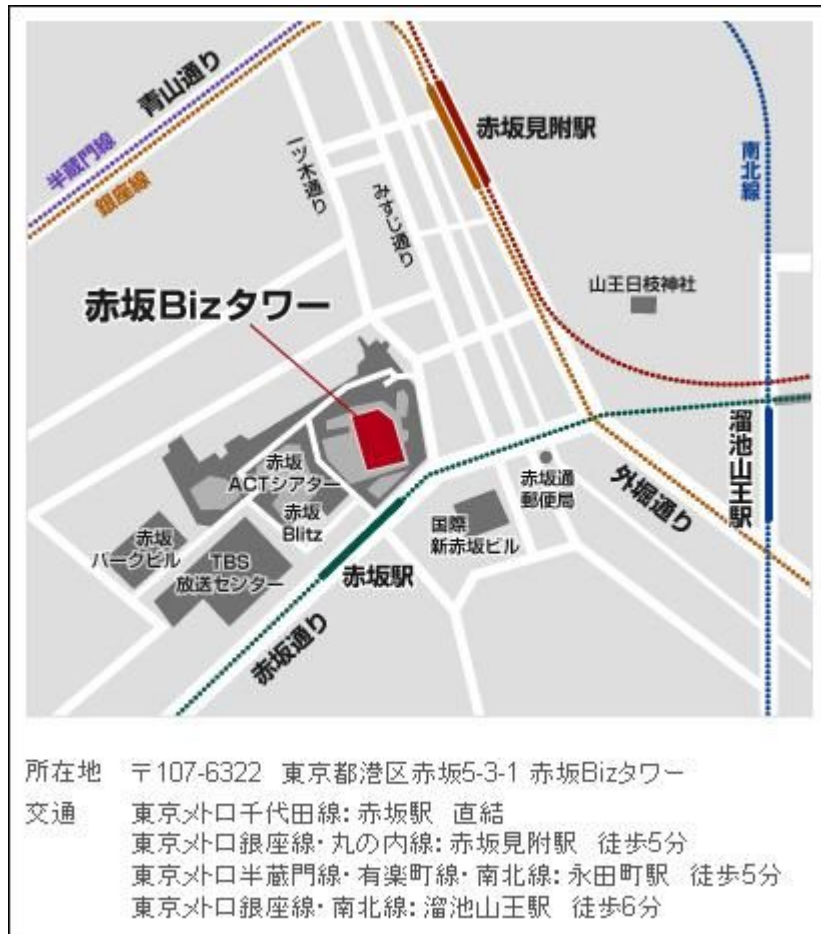 青山通り
半蔵門線
銀座線
一ツ木通り
みすじ通り
赤坂見附駅
南北線
山王日枝神社
赤坂Bizタワー
溜池山王駅
外堀通り
赤坂
ACTシアター
赤坂
Blitz
赤坂通
郵便局
国際
新赤坂ビル
赤坂
パークビル
TBS
放送センター
赤坂駅
赤坂通り
所在地 〒107-6322 東京都港区赤坂5-3-1 赤坂Bizタワー
交通 東京メトロ千代田線: 赤坂駅 直結
東京メトロ銀座線・丸の内線: 赤坂見附駅 徒歩5分
東京メトロ半蔵門線・有楽町線・南北線: 永田町駅 徒歩5分
東京メトロ銀座線・南北線: 溜池山王駅 徒歩6分